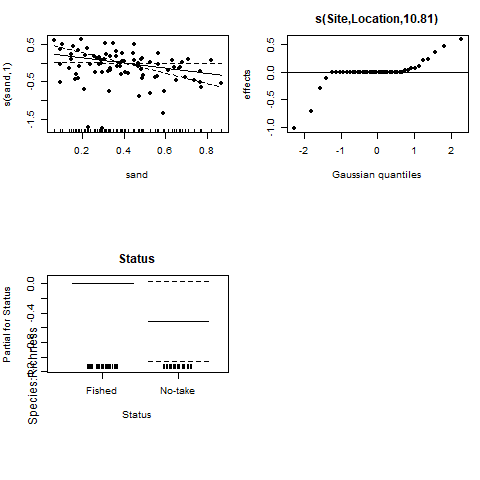 s(sand,1)
0.5
-0.5
-1.5
0.2 0.4 0.6 0.8
sand
s(Site,Location,10.81)
effects
0.5
0.0
-1.0
-2 -1 0 1 2
Gaussian quantiles
Status
Partial for Status
Species:Richness
0.0
-0.4
Fished No-take
Status